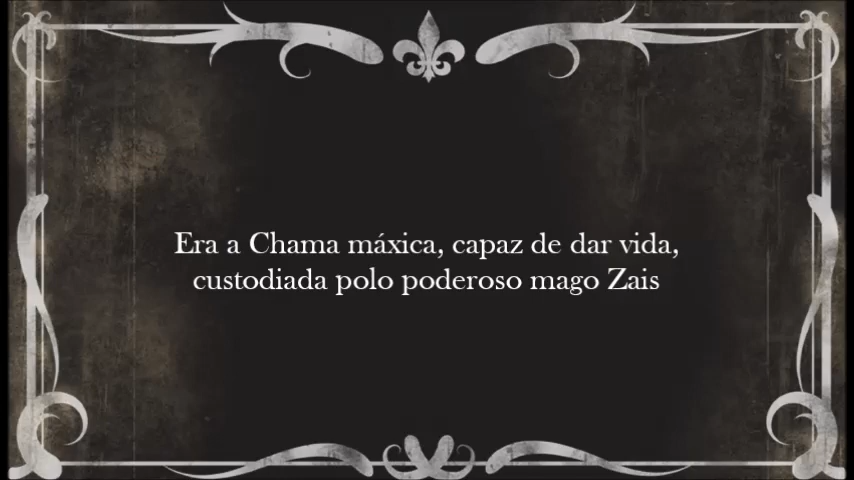 Era a Chama máxica, capaz de dar vida,
custodiada polo poderoso mago Zais